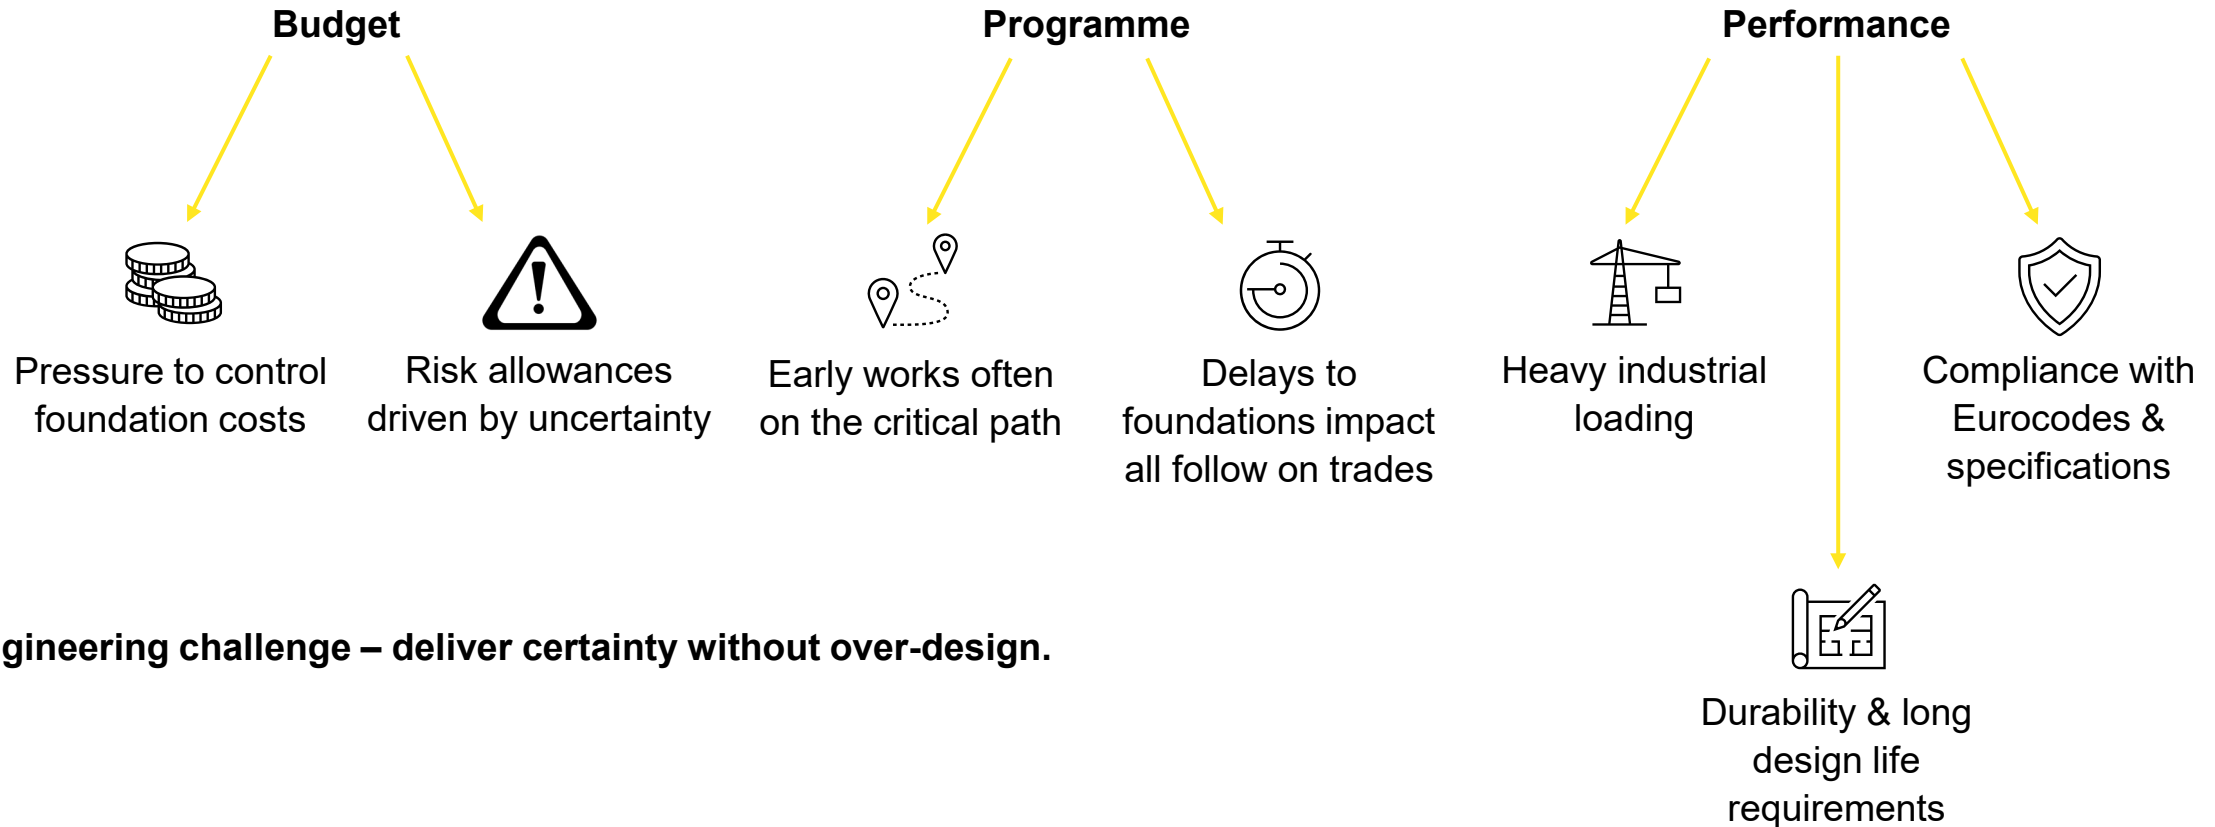 Budget
Programme
Performance
Pressure to control
foundation costs
Risk allowances
driven by uncertainty
Early works often
on the critical path
Delays to
foundations impact
all follow on trades
Heavy industrial
loading
Compliance with
Eurocodes &
specifications
gineering challenge – deliver certainty without over-design.
Durability & long
design life
requirements